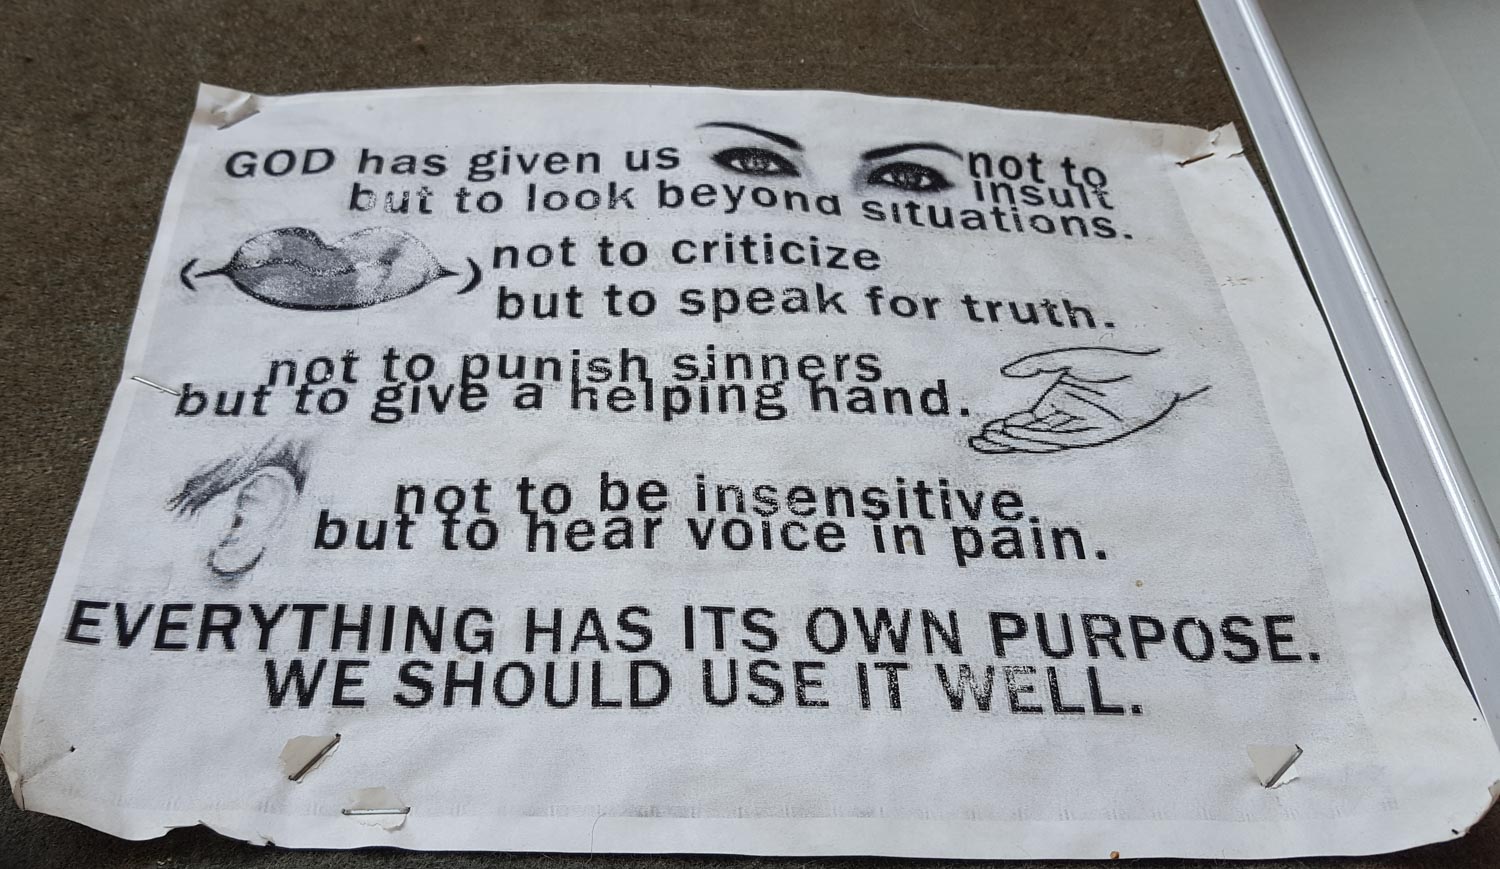 GOD has given us not to insult
but to look beyond situations.
not to criticize
but to speak for truth.
not to punish sinners
but to give a helping hand.
not to be insensitive
but to hear voice in pain.
EVERYTHING HAS ITS OWN PURPOSE.
WE SHOULD USE IT WELL.